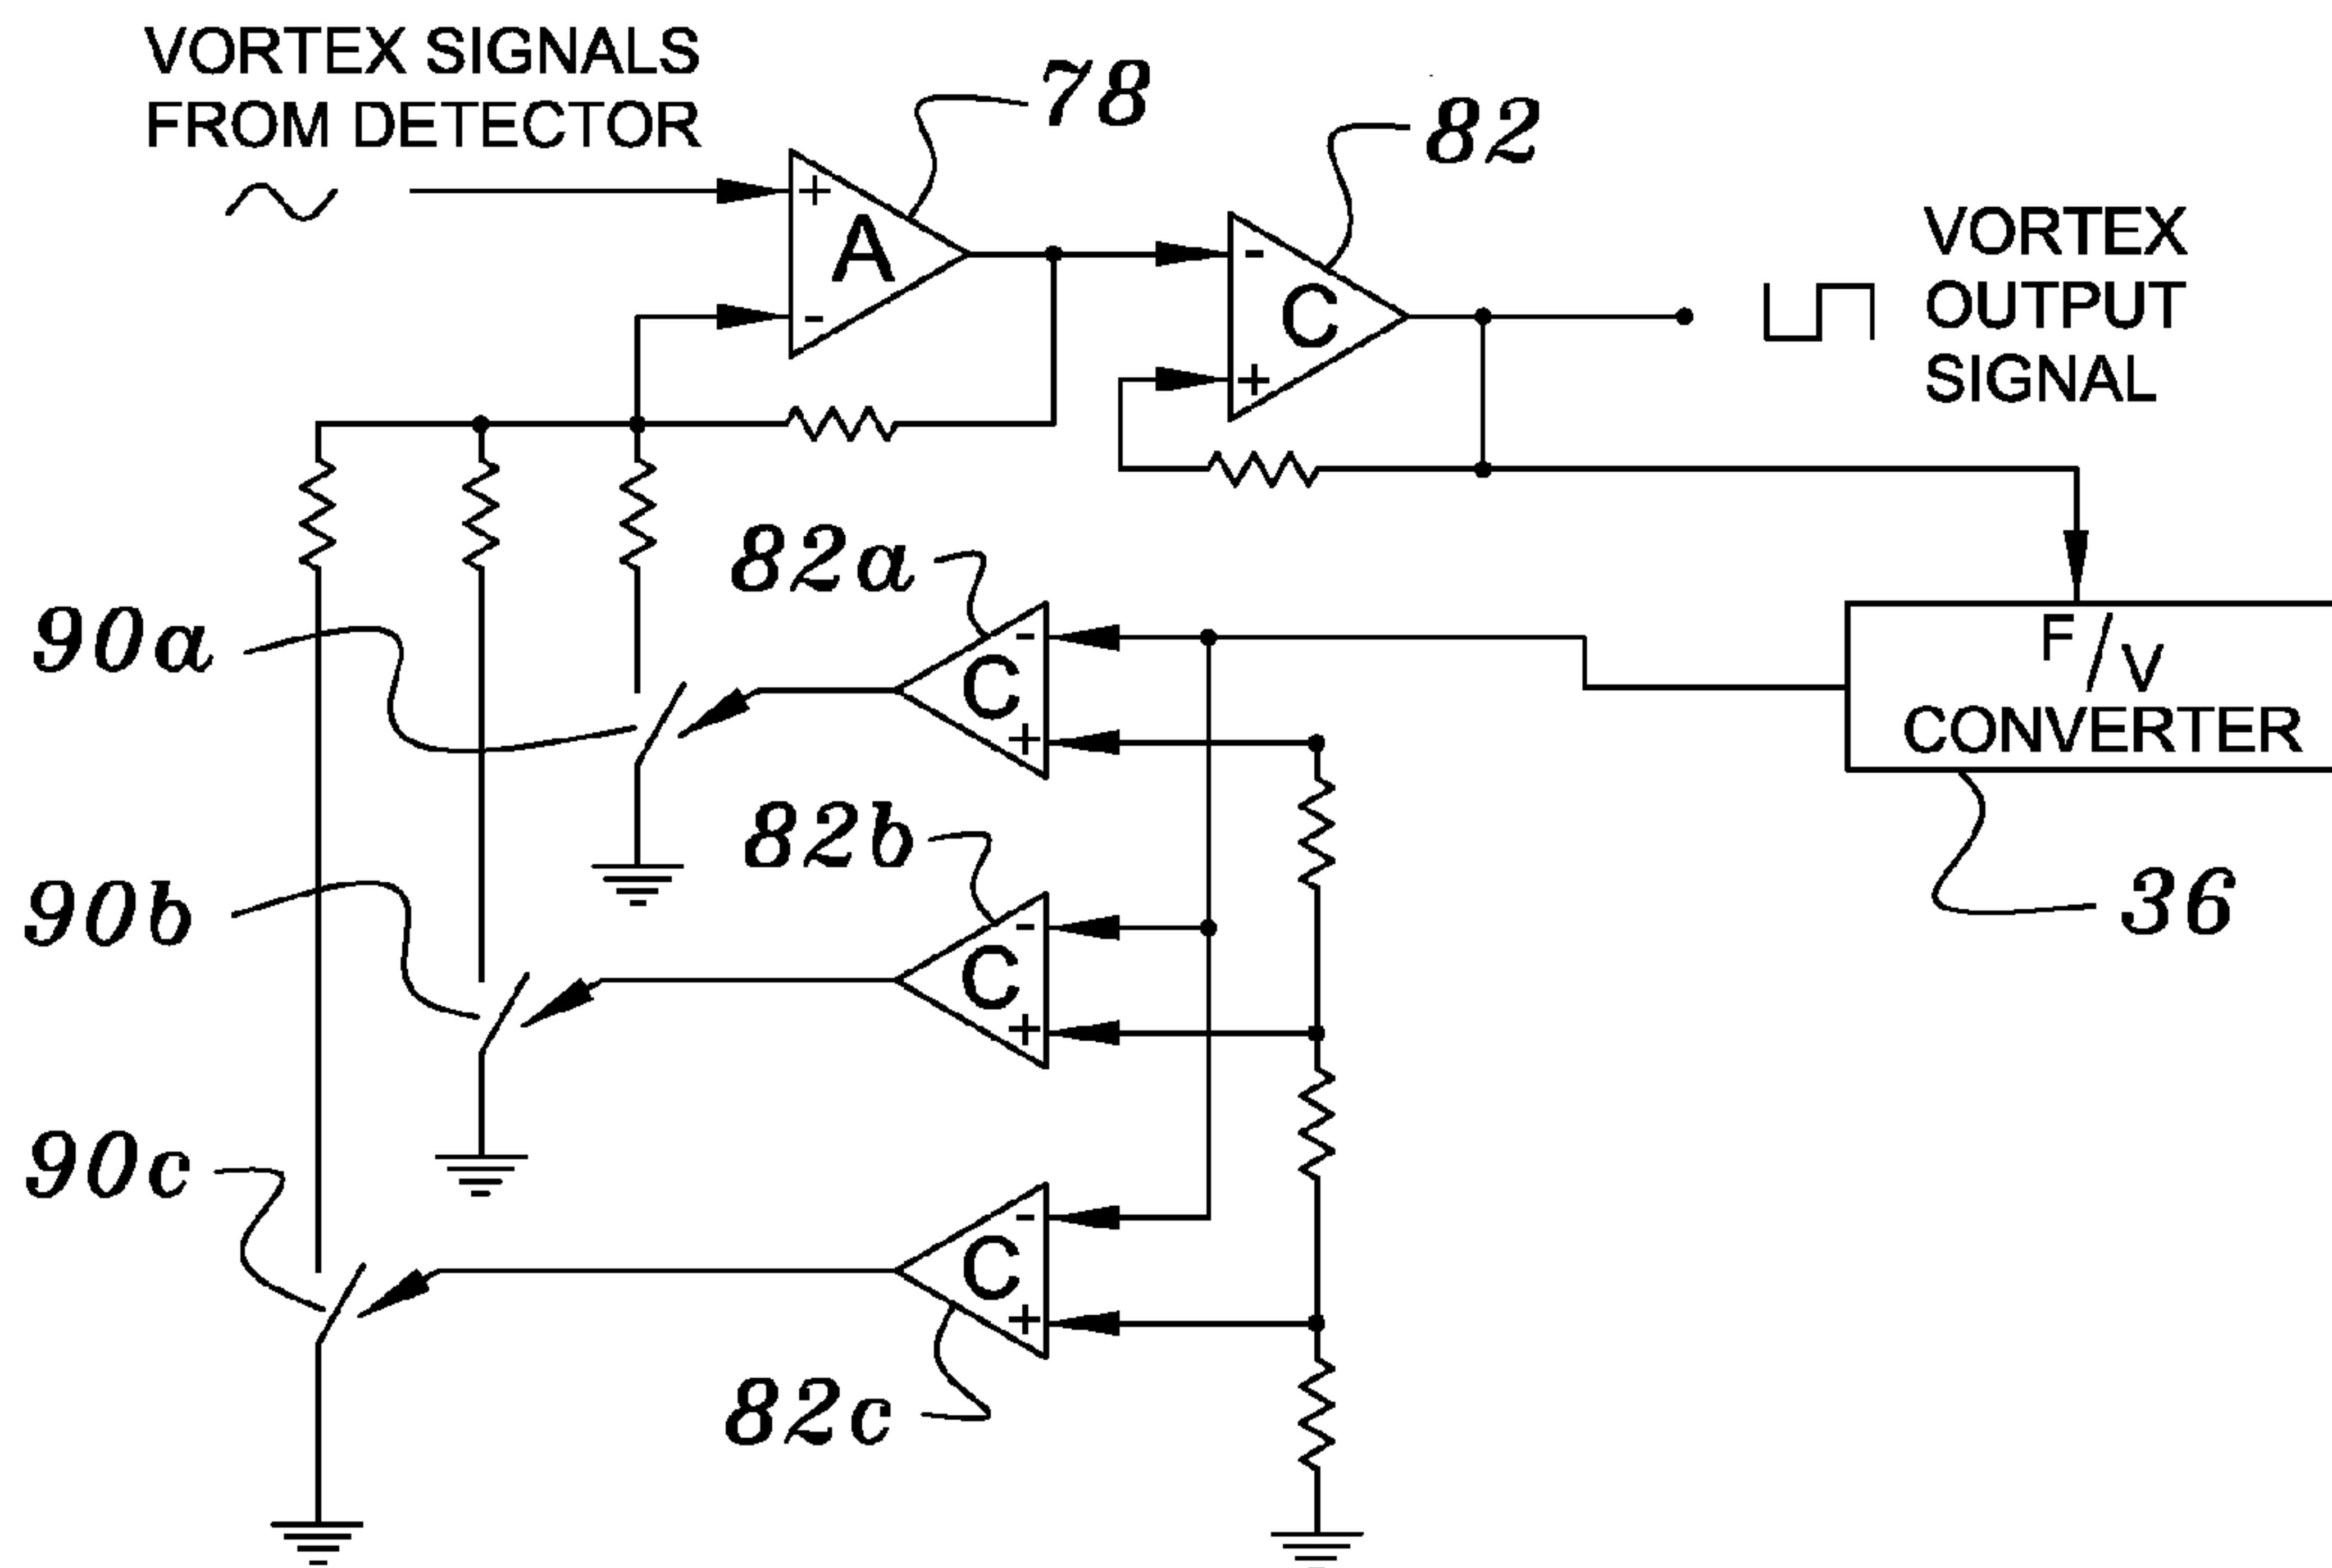 VORTEX SIGNALS
FROM DETECTOR
78
82
+
A
-
-
C
+
VORTEX
OUTPUT
SIGNAL
82a
90a
-
C
+
F/V
CONVERTER
36
82b
90b
-
C
+
90c
-
C
+
82c